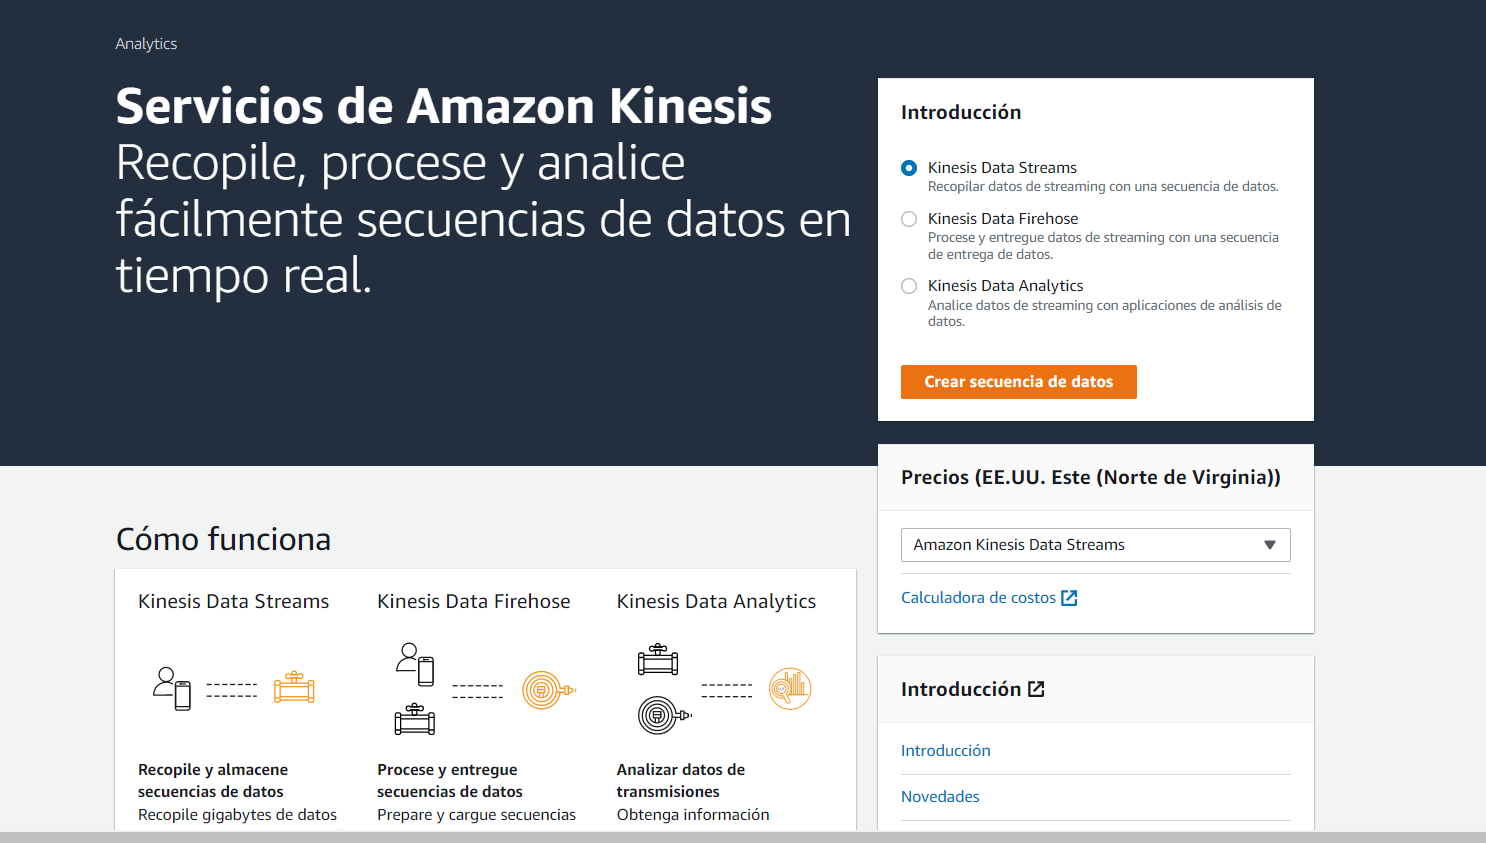 Analytics
Servicios de Amazon Kinesis
Recopile, procese y analice
fácilmente secuencias de datos en
tiempo real.
Introducción
Kinesis Data Streams
Recopilar datos de streaming con una secuencia de datos.
Kinesis Data Firehose
Procese y entregue datos de streaming con una secuencia
de entrega de datos.
Kinesis Data Analytics
Analice datos de streaming con aplicaciones de análisis de
datos.
Crear secuencia de datos
Precios (EE.UU. Este (Norte de Virginia))
Amazon Kinesis Data Streams
Calculadora de costos
Introducción
Introducción
Novedades
Cómo funciona
Kinesis Data Streams
Recopile y almacene
secuencias de datos
Recopile gigabytes de datos
Kinesis Data Firehose
Procese y entregue
secuencias de datos
Prepare y cargue secuencias
Kinesis Data Analytics
Analizar datos de
transmisiones
Obtenga información